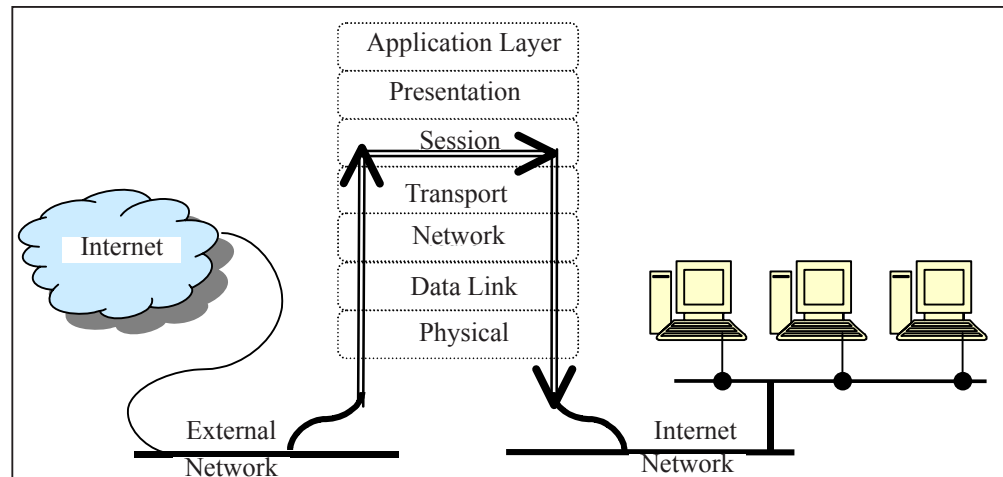 Application Layer
Presentation
Session
Transport
Network
Data Link
Physical
Internet
External
Network
Internet
Network